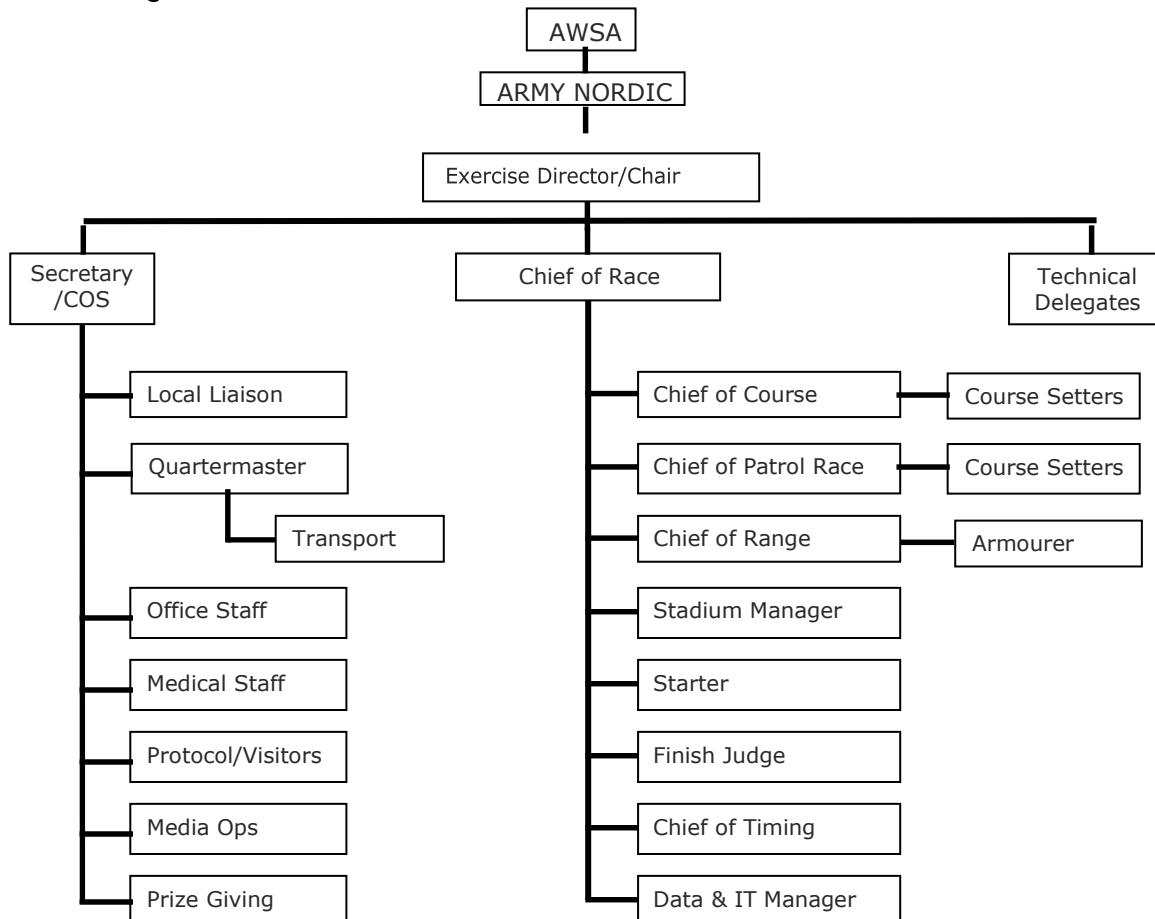 AWSA
ARMY NORDIC
Exercise Director/Chair
Secretary
/COS
Chief of Race
Technical
Delegates
Local Liaison
Chief of Course
Course Setters
Quartermaster
Chief of Patrol Race
Course Setters
Transport
Chief of Range
Armourer
Office Staff
Stadium Manager
Medical Staff
Starter
Protocol/Visitors
Finish Judge
Media Ops
Chief of Timing
Prize Giving
Data & IT Manager